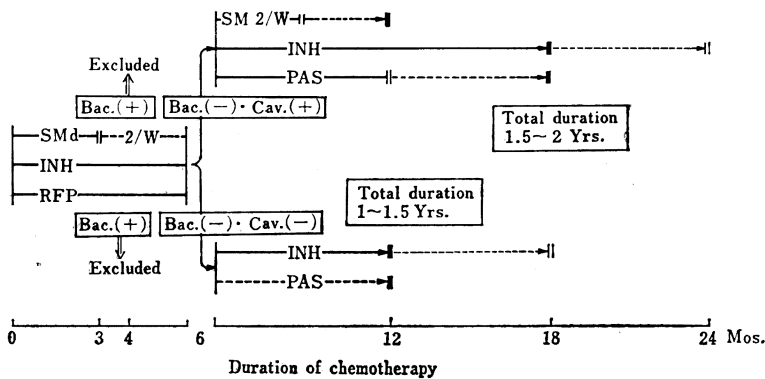 SM 2/W
INH
PAS
Excluded
Bac.(+)
Bac.(−)・Cav.(+)
SMd
2/W
INH
RFP
Total duration
1.5~2 Yrs.
Total duration
1~1.5 Yrs.
Bac.(+)
Bac.(−)・Cav.(−)
Excluded
INH
PAS
0 3 4 6 12 18 24 Mos.
Duration of chemotherapy